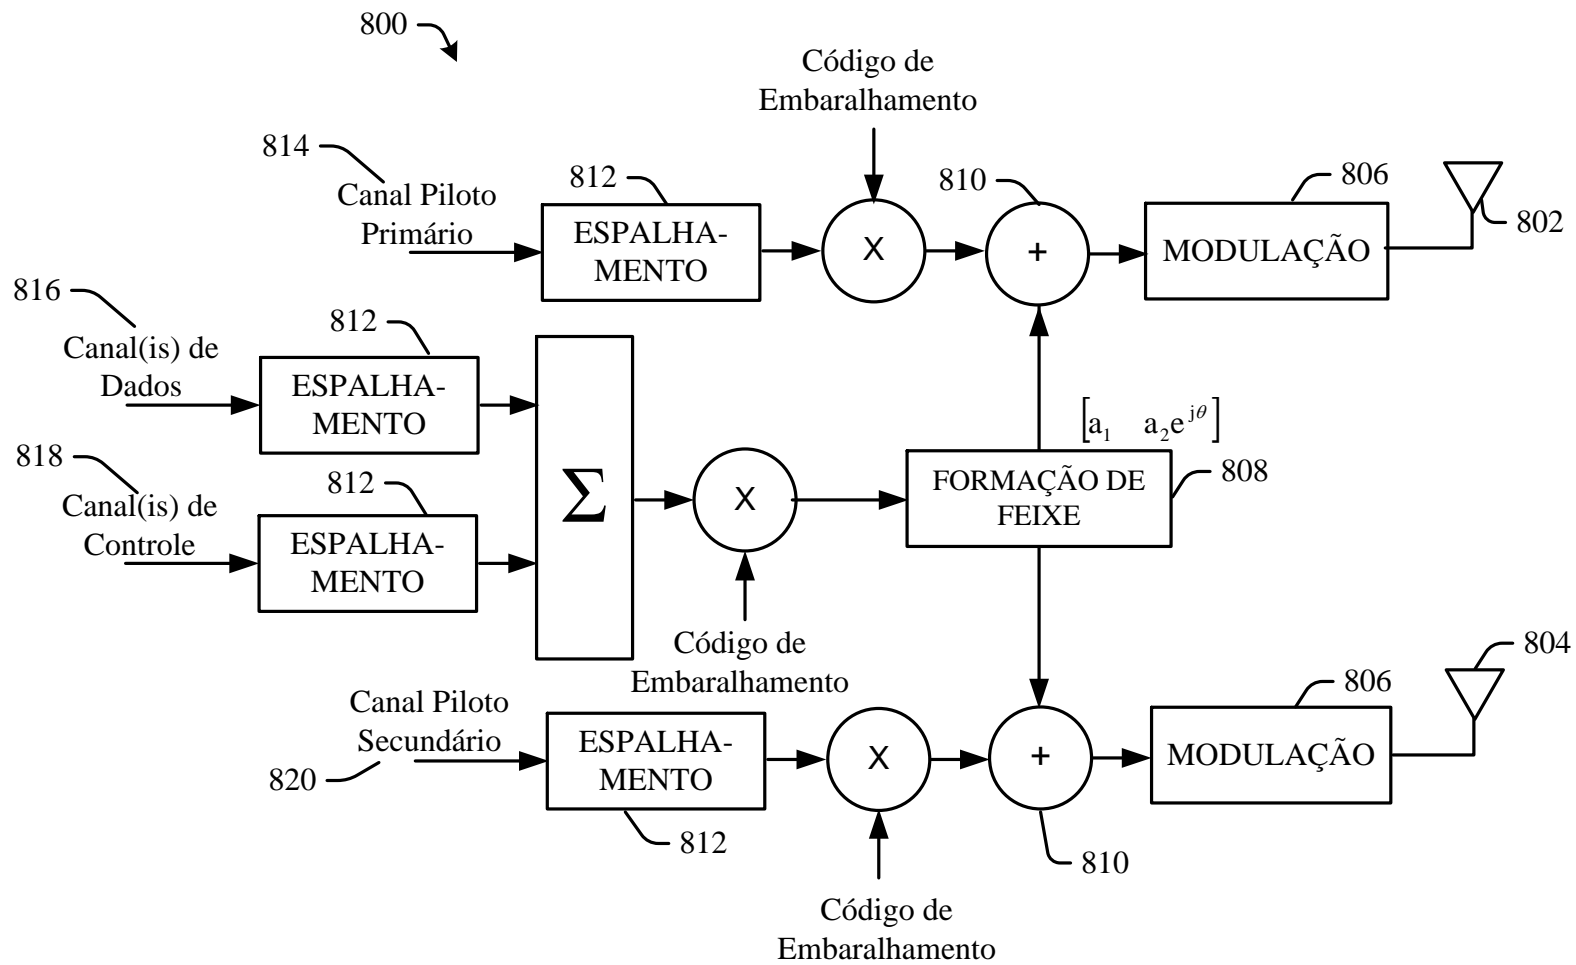 800
Código de
Embaralhamento
814
Canal Piloto
Primário
812
ESPALHA-
MENTO
X
810
+
806
MODULAÇÃO
802
816
Canal(is) de
Dados
812
ESPALHA-
MENTO
818
Canal(is) de
Controle
812
ESPALHA-
MENTO
Σ
X
Código de
Embaralhamento
[a₁ a₂e^{jθ}]
FORMAÇÃO DE
FEIXE
808
Canal Piloto
Secundário
820
ESPALHA-
MENTO
812
X
Código de
Embaralhamento
+
810
806
MODULAÇÃO
804